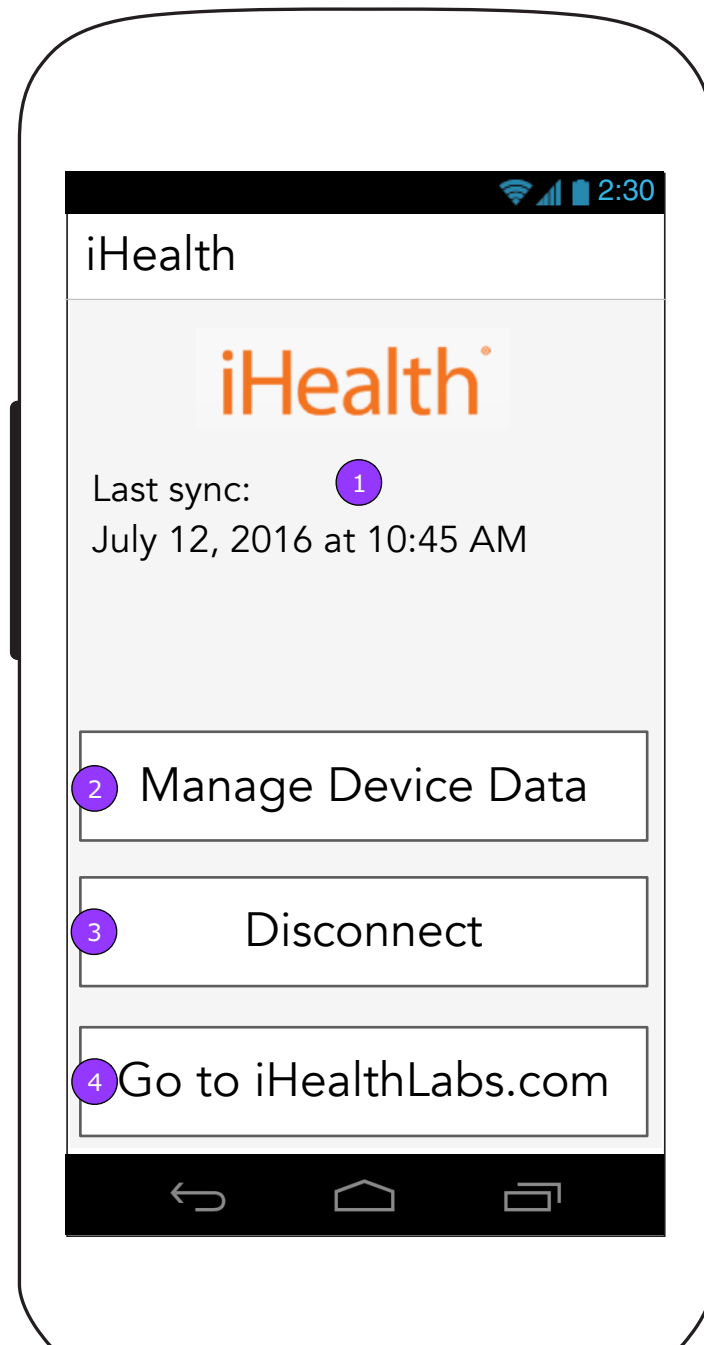 2:30
iHealth
iHealth®
1
Last sync:
July 12, 2016 at 10:45 AM
2 Manage Device Data
3 Disconnect
4 Go to iHealthLabs.com